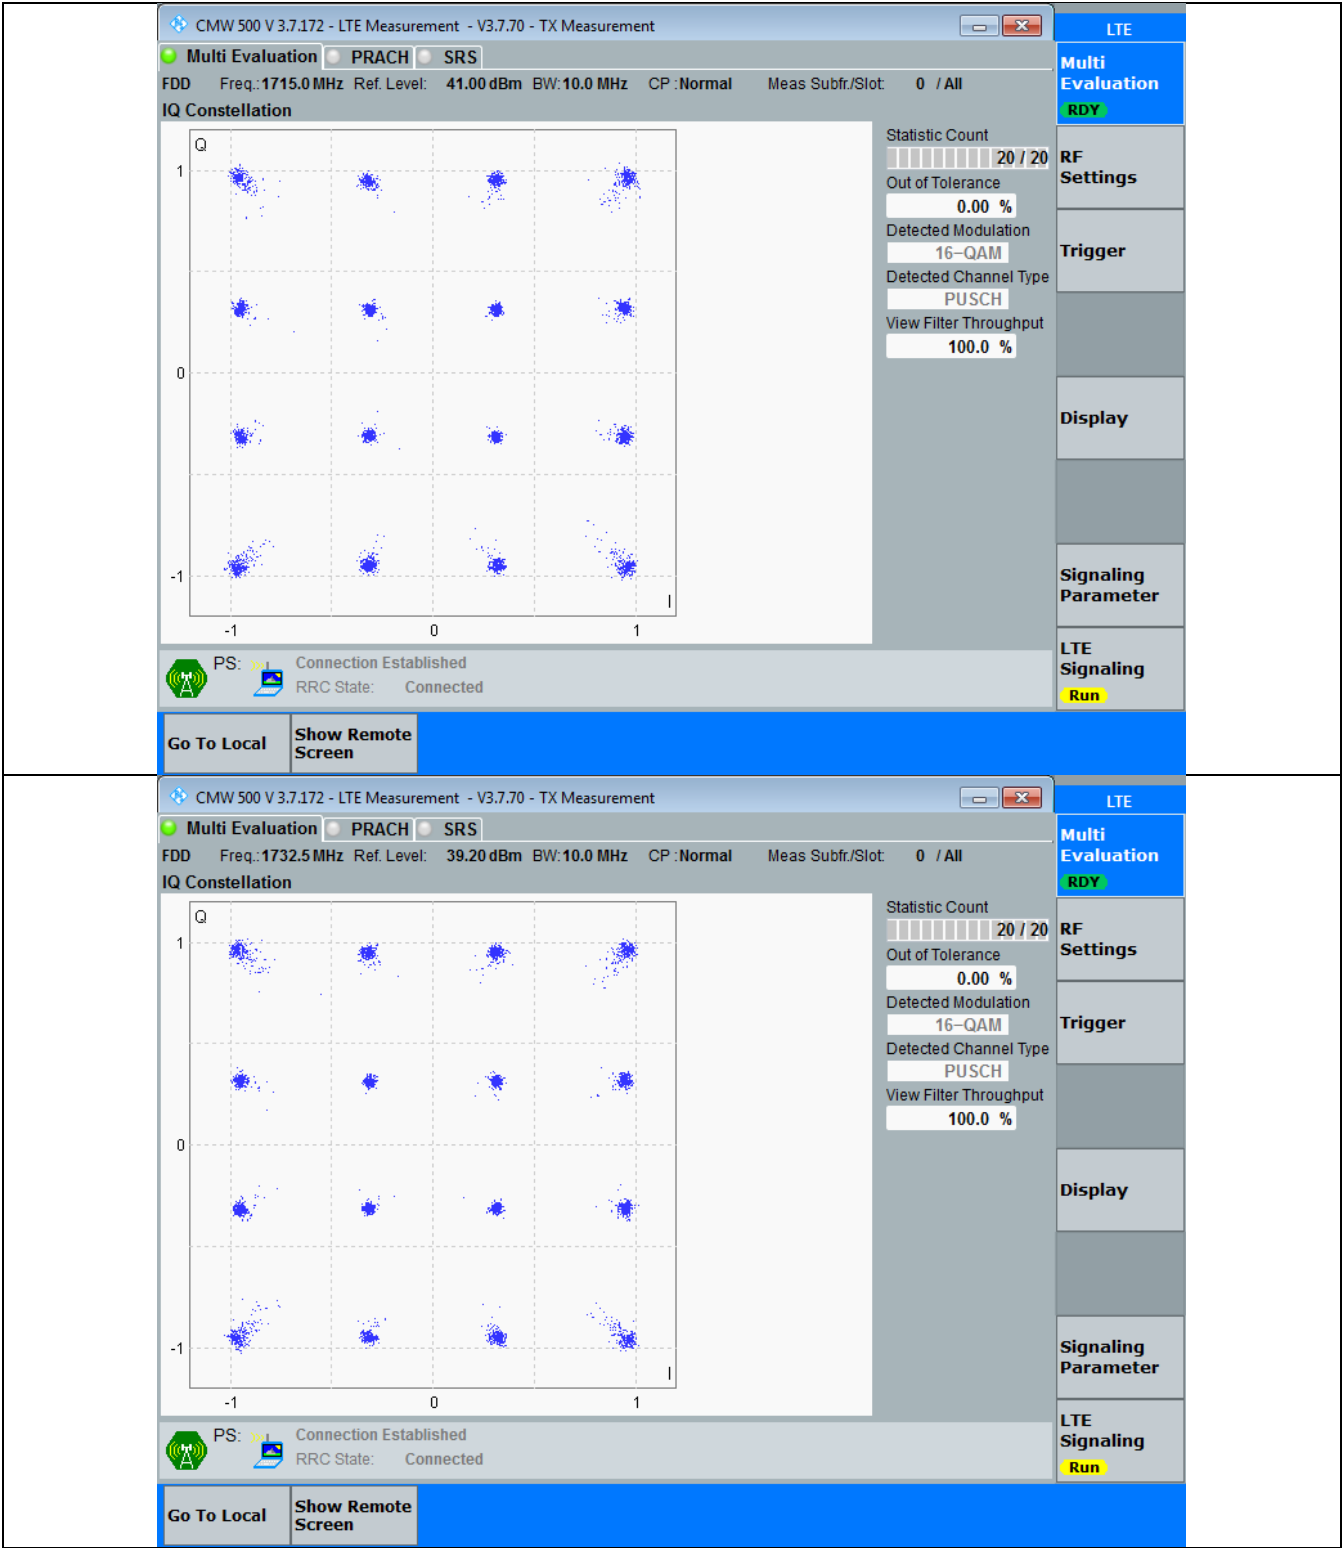 CMW 500 V 3.7.172 - LTE Measurement - V3.7.70 - TX Measurement
LTE
Multi Evaluation PRACH SRS
FDD Freq.:1715.0 MHz Ref. Level: 41.00 dBm BW:10.0 MHz CP :Normal Meas Subfr./Slot: 0 / All
IQ Constellation
Q
1
0
-1
I
-1 0 1
Statistic Count
20 / 20
Out of Tolerance
0.00 %
Detected Modulation
16-QAM
Detected Channel Type
PUSCH
View Filter Throughput
100.0 %
Multi
Evaluation
RDY
RF
Settings
Trigger
Display
Signaling
Parameter
LTE
Signaling
Run
PS: Connection Established
RRC State: Connected
Go To Local
Show Remote
Screen
CMW 500 V 3.7.172 - LTE Measurement - V3.7.70 - TX Measurement
LTE
Multi Evaluation PRACH SRS
FDD Freq.:1732.5 MHz Ref. Level: 39.20 dBm BW:10.0 MHz CP :Normal Meas Subfr./Slot: 0 / All
IQ Constellation
Q
1
0
-1
I
-1 0 1
Statistic Count
20 / 20
Out of Tolerance
0.00 %
Detected Modulation
16-QAM
Detected Channel Type
PUSCH
View Filter Throughput
100.0 %
Multi
Evaluation
RDY
RF
Settings
Trigger
Display
Signaling
Parameter
LTE
Signaling
Run
PS: Connection Established
RRC State: Connected
Go To Local
Show Remote
Screen